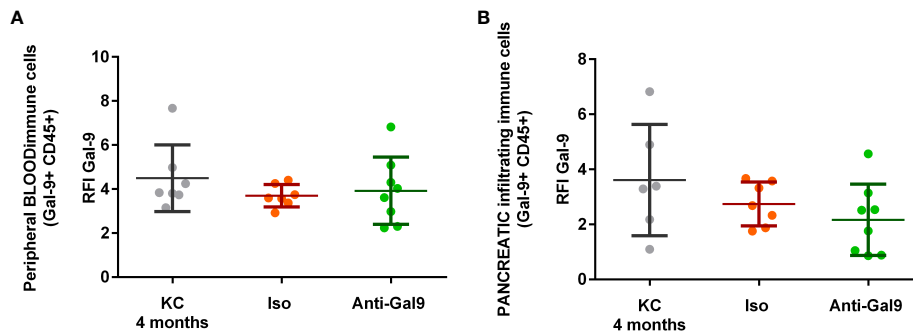 A
Peripheral BLOODimmune cells
(Gal-9+ CD45+)
RFI Gal-9
10
8
6
4
2
0
KC
4 months
Iso
Anti-Gal9
B
PANCREATIC infiltrating immune cells
(Gal-9+ CD45+)
RFI Gal-9
8
6
4
2
0
KC
4 months
Iso
Anti-Gal9